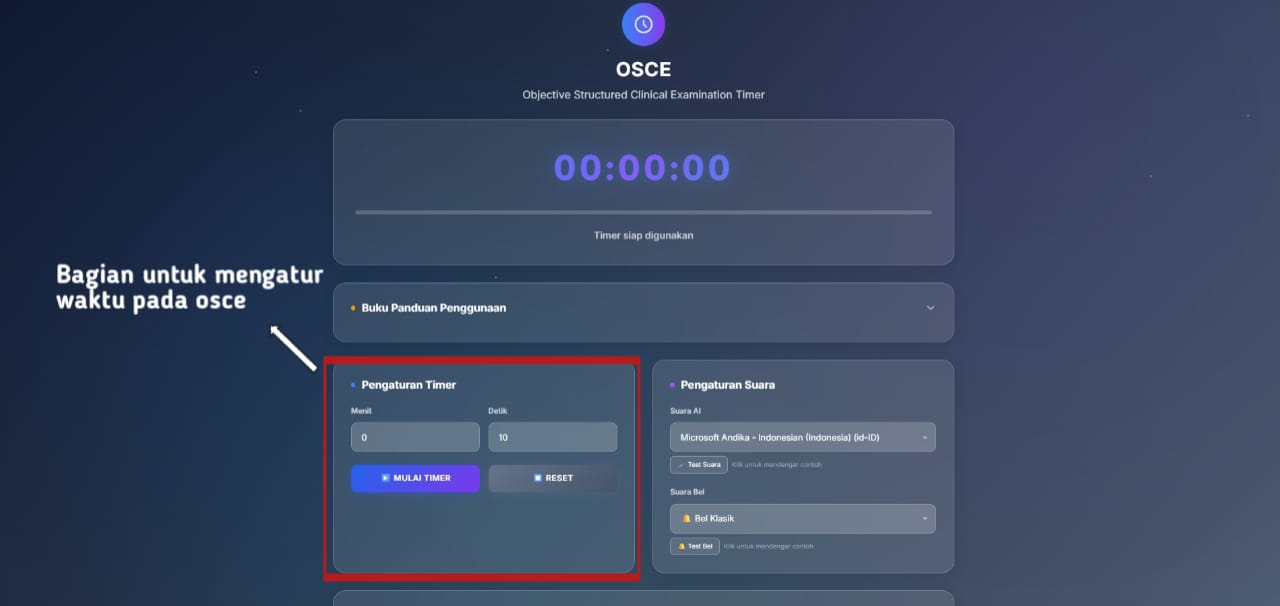 OSCE
Objective Structured Clinical Examination Timer
00:00:00
Timer siap digunakan
Bagian untuk mengatur
waktu pada osce
Buku Panduan Penggunaan
Pengaturan Timer
Menit
Detik
0
10
MULAI TIMER
RESET
Pengaturan Suara
Suara AI
Microsoft Andika - Indonesian (Indonesia) (id-ID)
Test Suara
Klik untuk mendengar contoh
Suara Bel
Bel Klasik
Test Bel
Klik untuk mendengar contoh